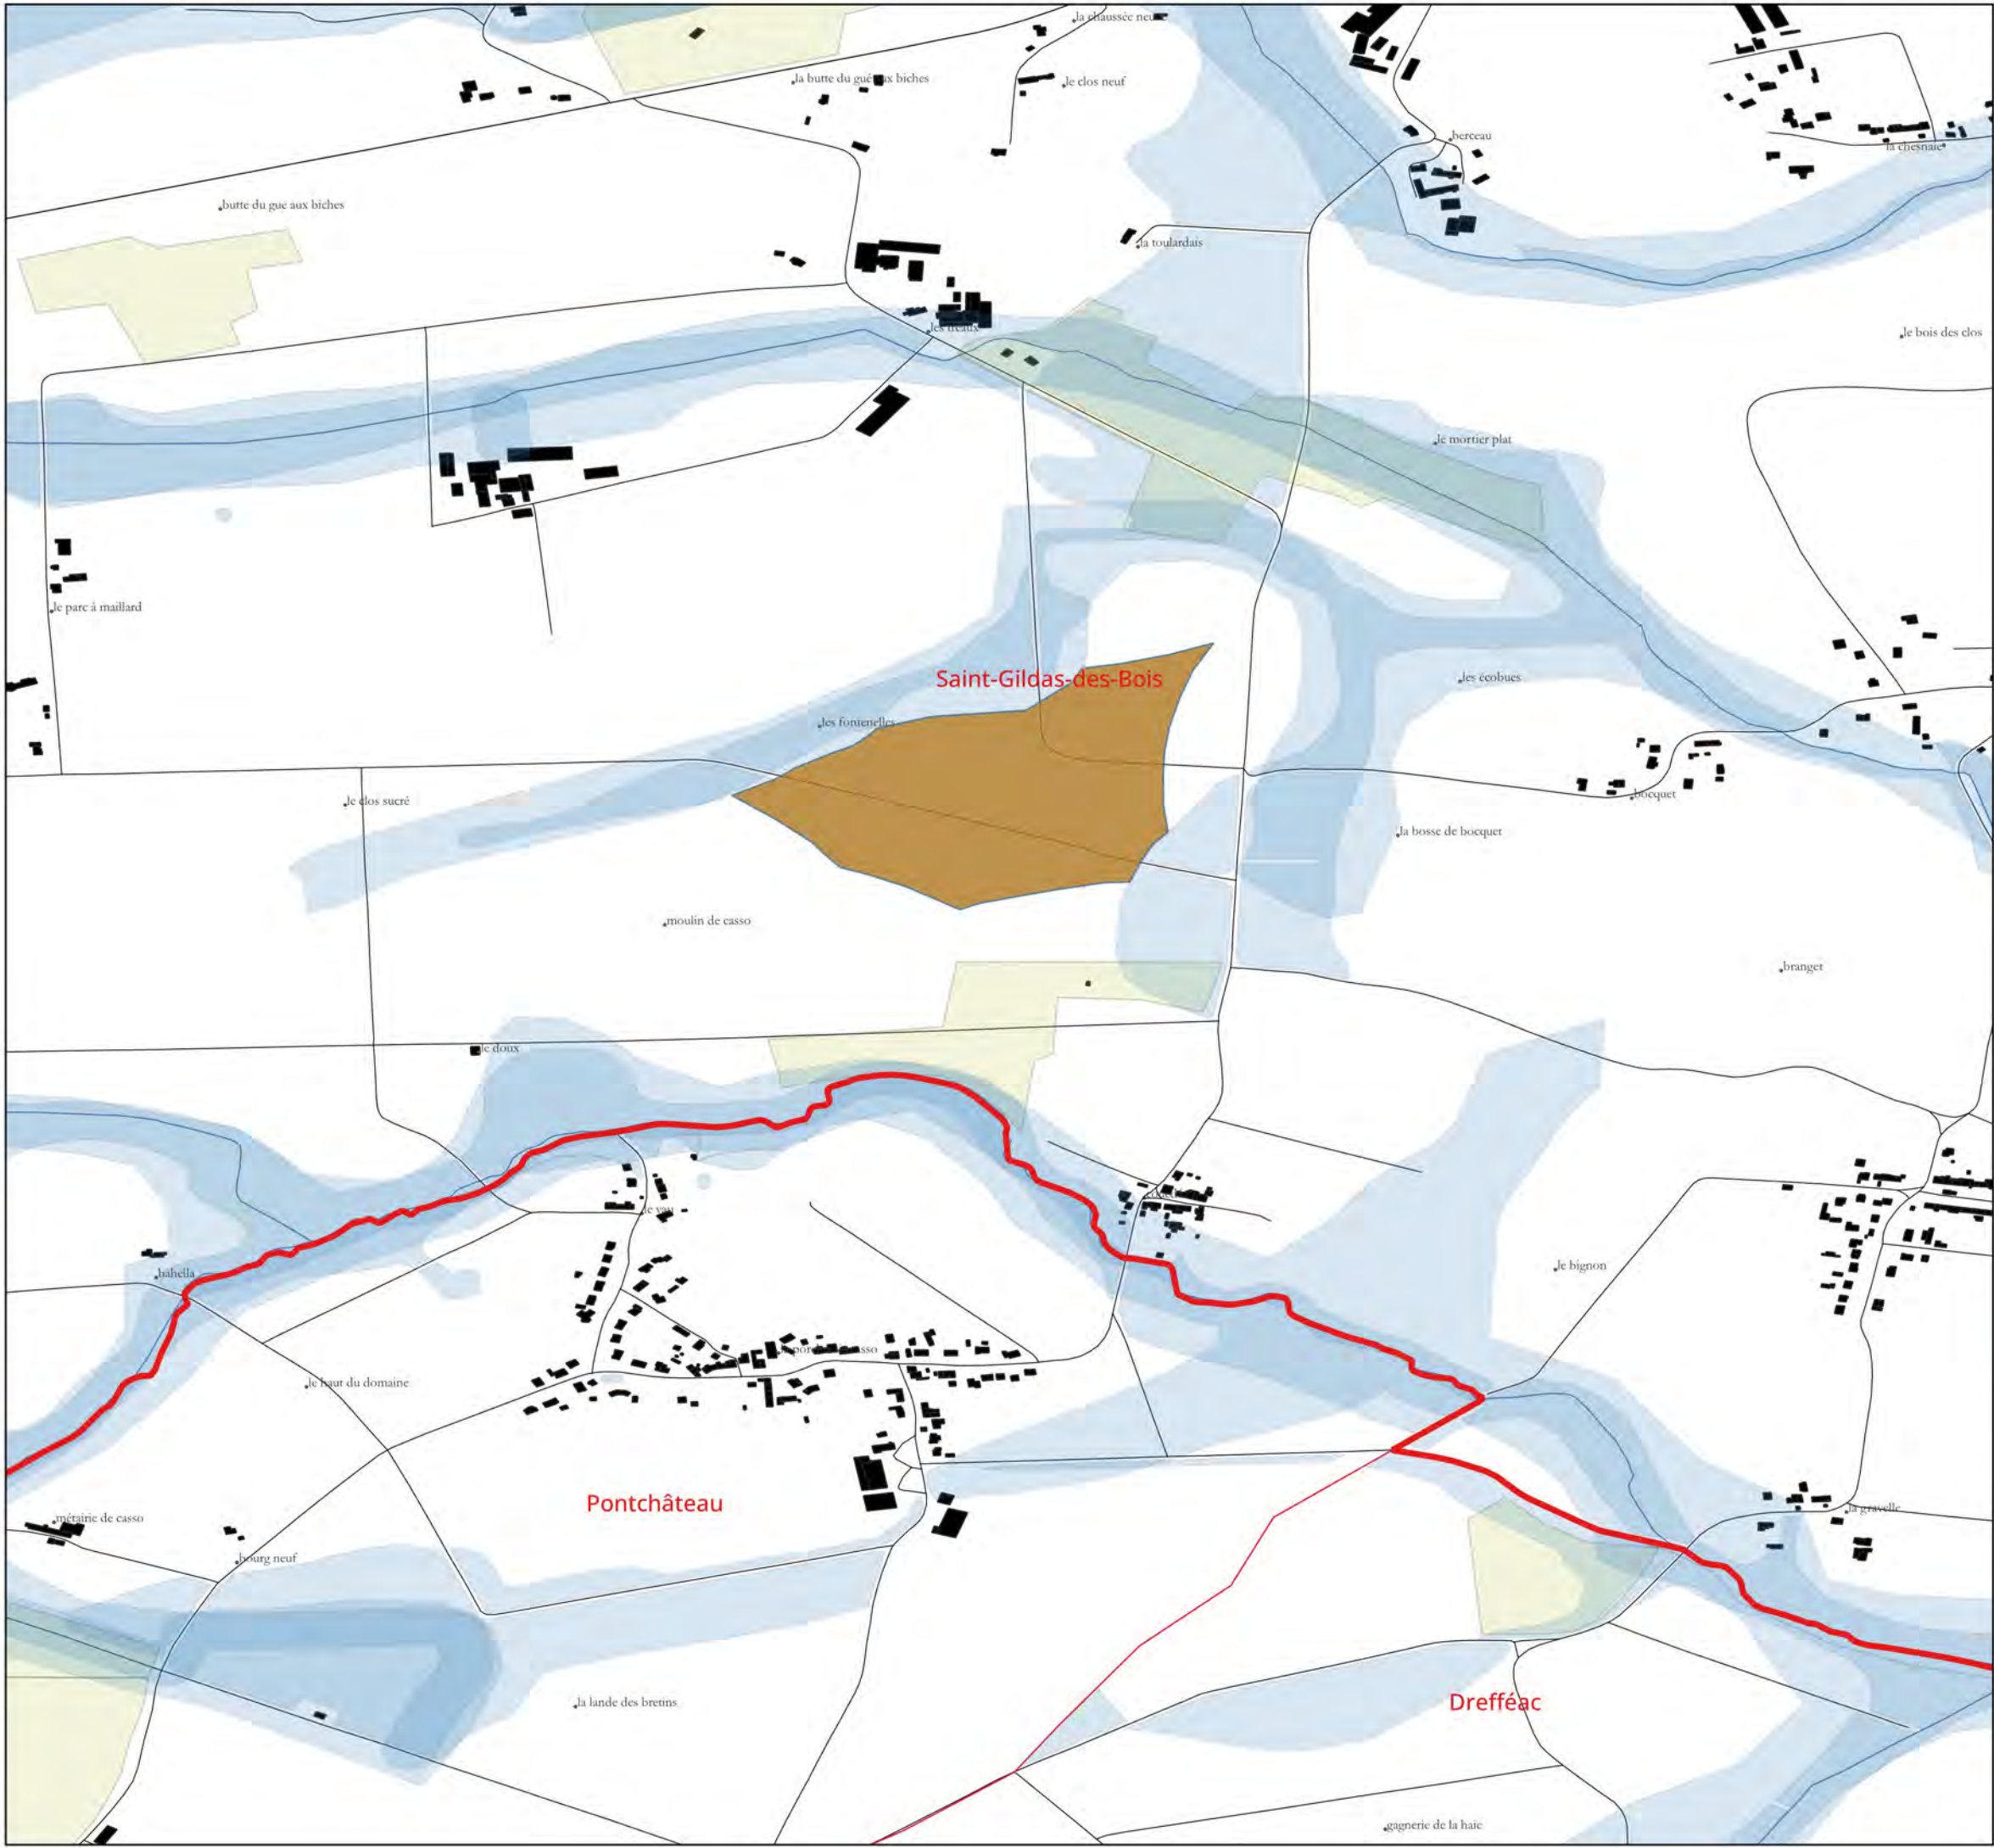 la chaussée neuve
la butte du gué aux biches
le clos neuf
berceau
la chesnaie
butte du gue aux biches
la toulardais
les
le bois des clos
le mortier plat
le parc à maillard
Saint-Gildas-des-Bois
les écobues
les fontenelles
le clos sucré
bocquet
la bosse de bocquet
moulin de casso
branget
le doux
le vau
le bignon
bahella
le haut du domaine
Pontchâteau
métairie de casso
la gravelle
bourg neuf
la lande des bretins
Drefféac
gagnerie de la haie